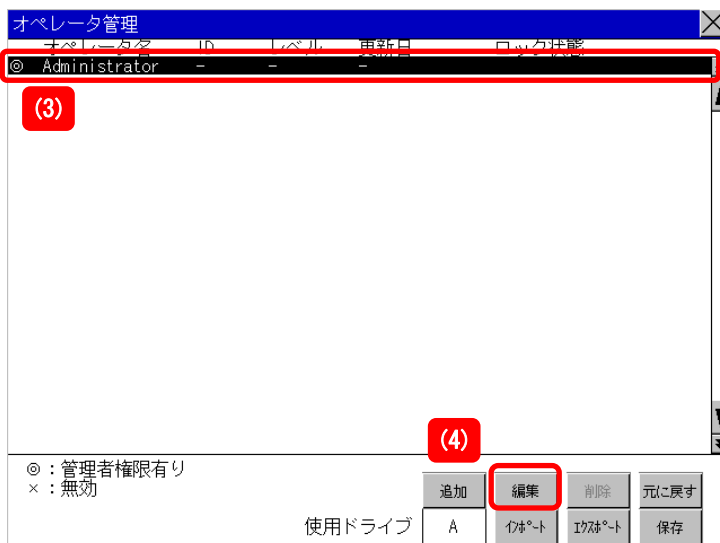 オペレータ管理
オペレータ名 ID レベル 更新日 ロック状態
◎ Administrator - - -
(3)
(4)
◎：管理者権限有り
×：無効
追加 編集 削除 元に戻す
使用ドライブ A ｲﾝﾎﾟｰﾄ ｴｸｽﾎﾟｰﾄ 保存